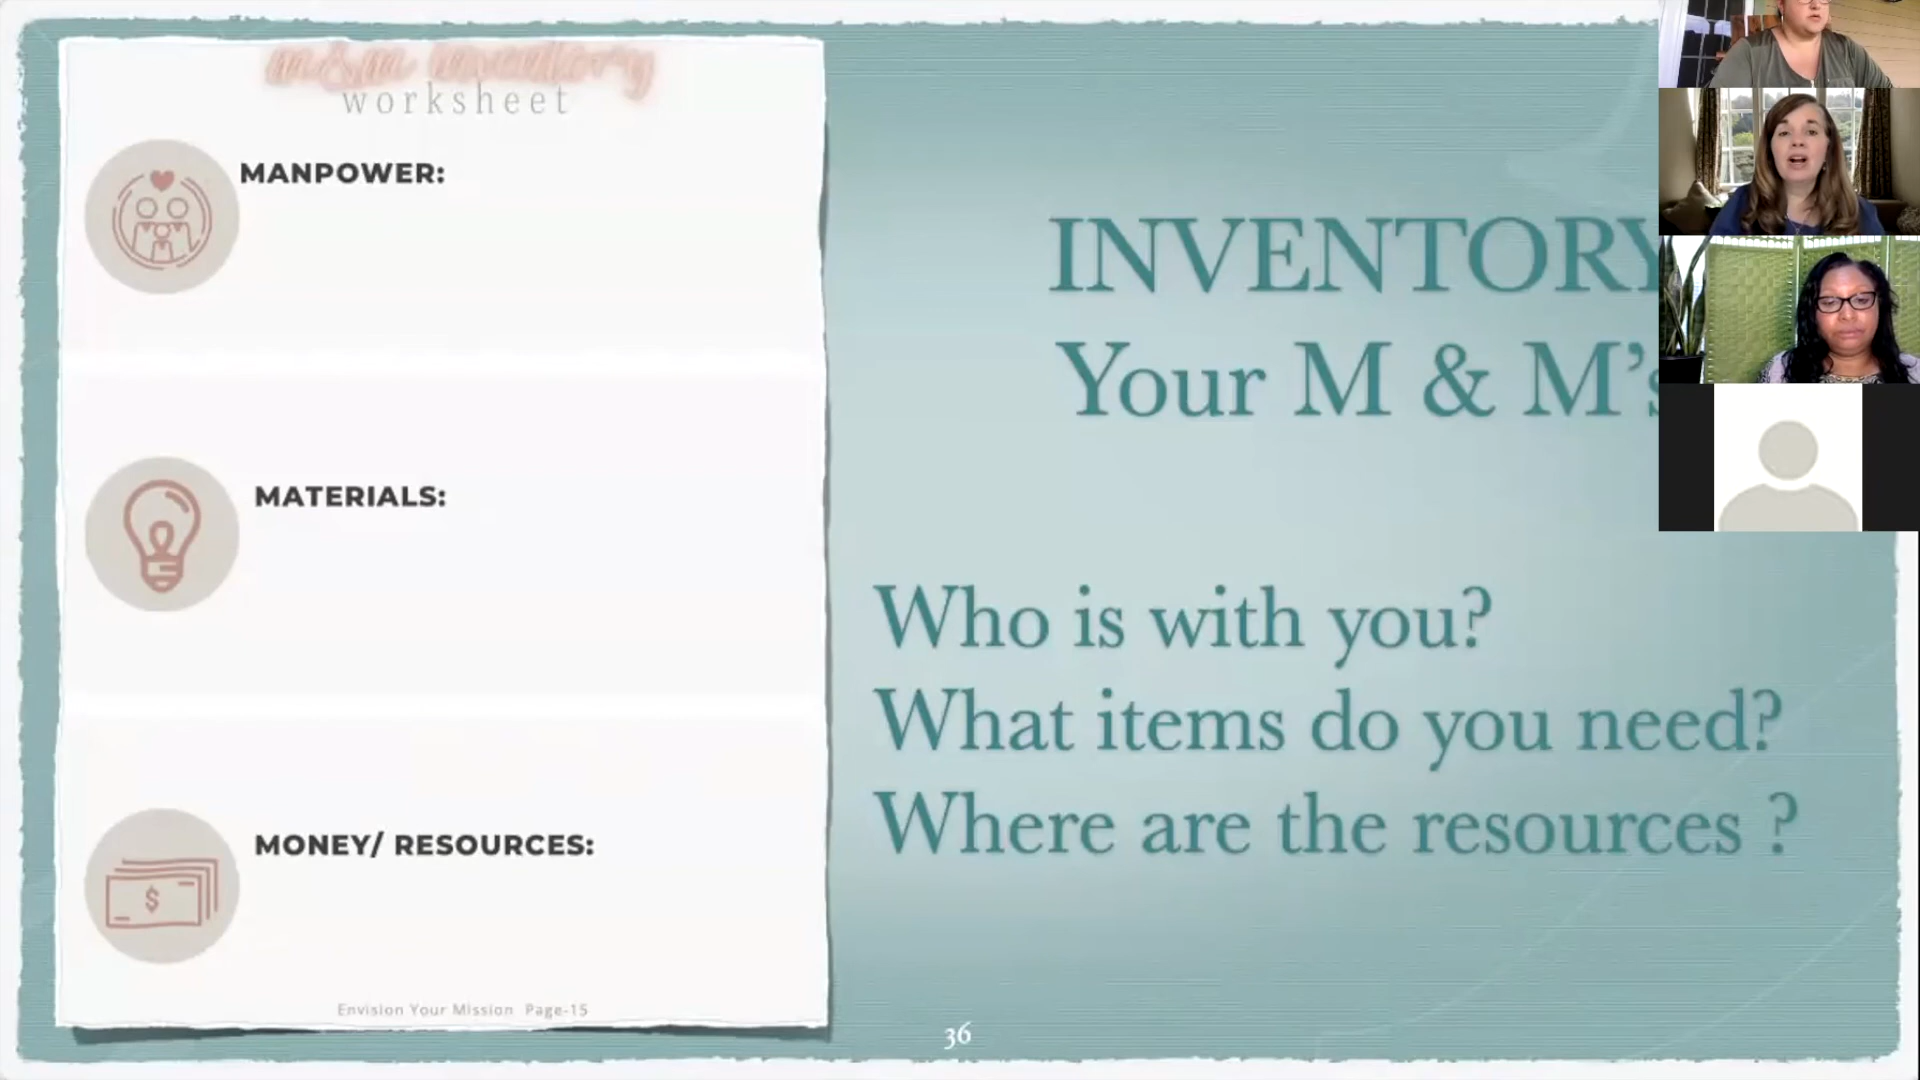 m&m inventory
worksheet
MANPOWER:
MATERIALS:
$
MONEY/ RESOURCES:
Envision Your Mission Page-15
INVENTORY
Your M & M's
Who is with you?
What items do you need?
Where are the resources ?
36